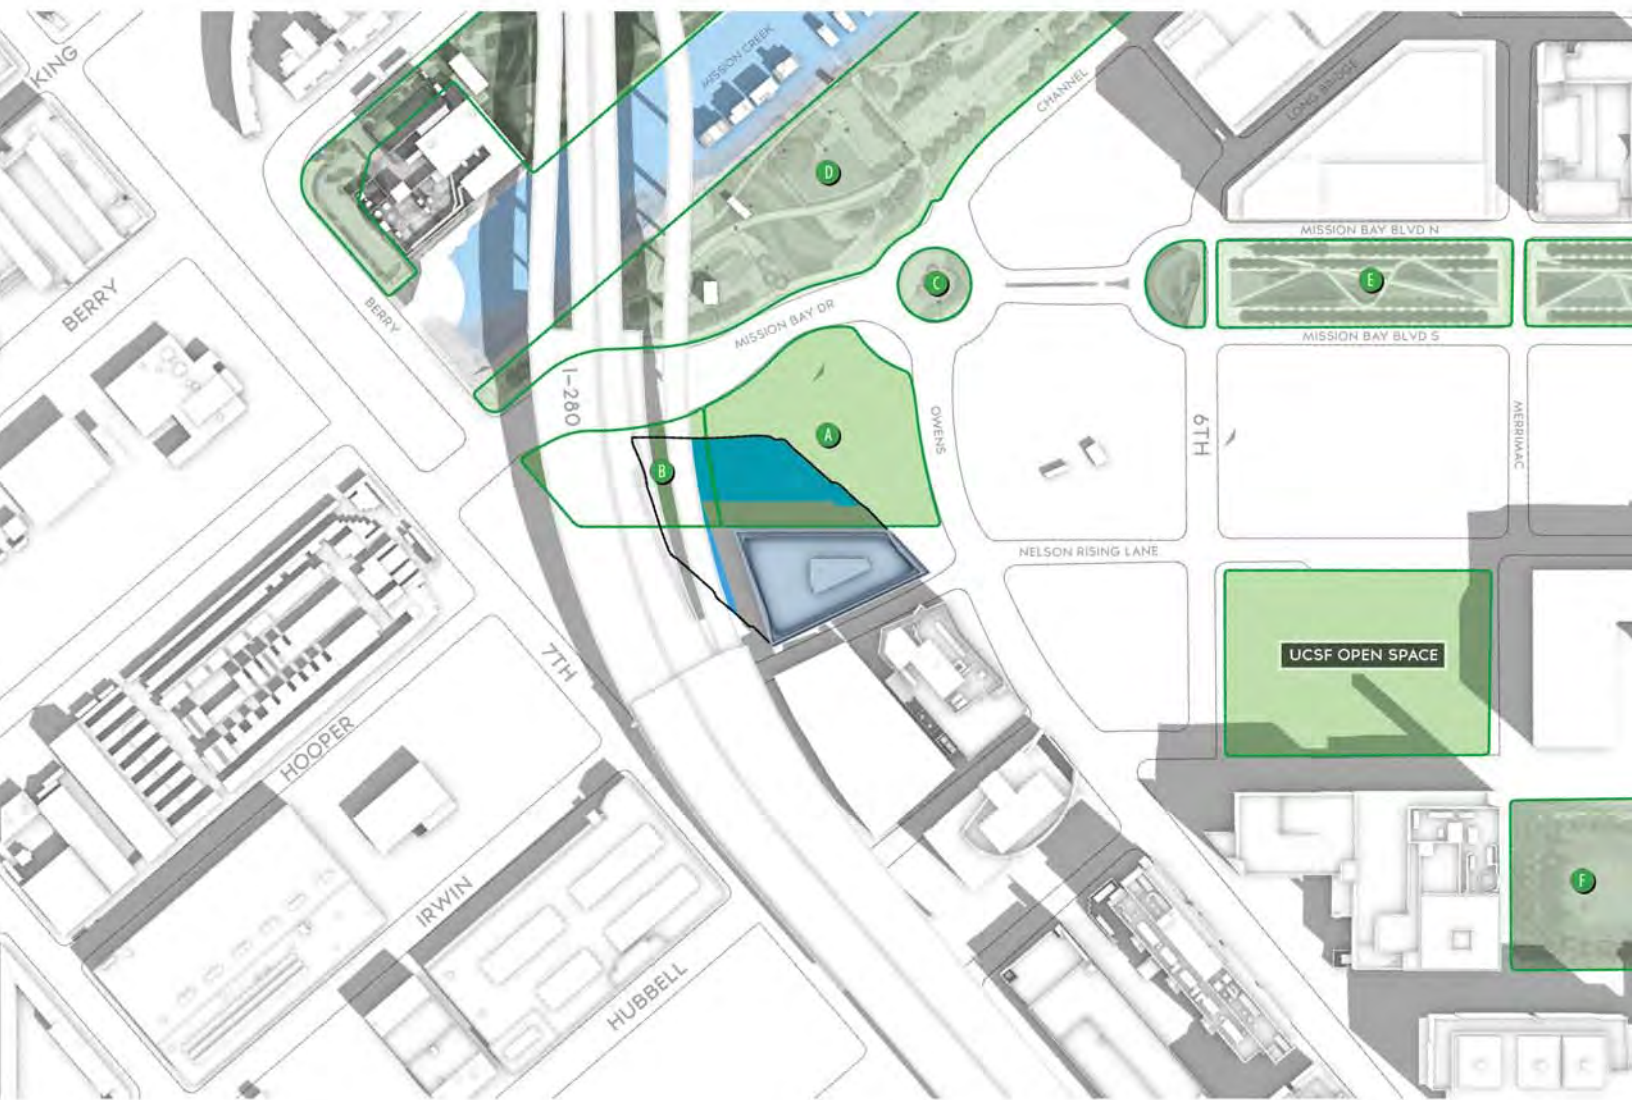 KING
MISSION CREEK
CHANNEL
LONG BRIDGE
D
BERRY
BERRY
MISSION BAY BLVD N
C
E
MISSION BAY DR
MISSION BAY BLVD S
I-280
OWENS
6TH
MERRIMAC
A
B
NELSON RISING LANE
7TH
UCSF OPEN SPACE
HOOPER
F
IRWIN
HUBBELL